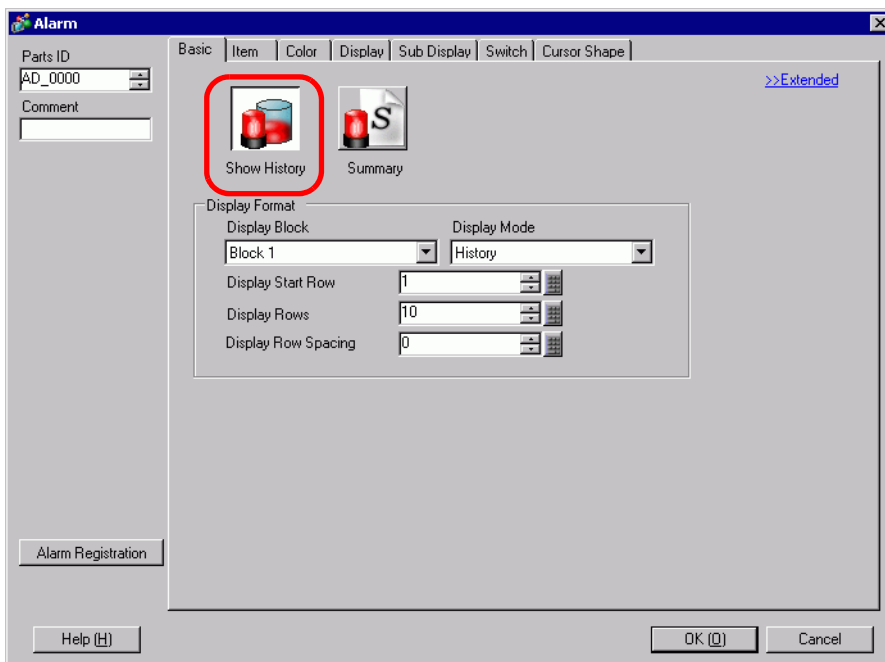 Alarm
Parts ID
AD_0000
Comment
Basic Item Color Display Sub Display Switch Cursor Shape
>>Extended
Show History Summary
Display Format
Display Block Display Mode
Block 1 History
Display Start Row 1
Display Rows 10
Display Row Spacing 0
Alarm Registration
Help (H) OK (O) Cancel